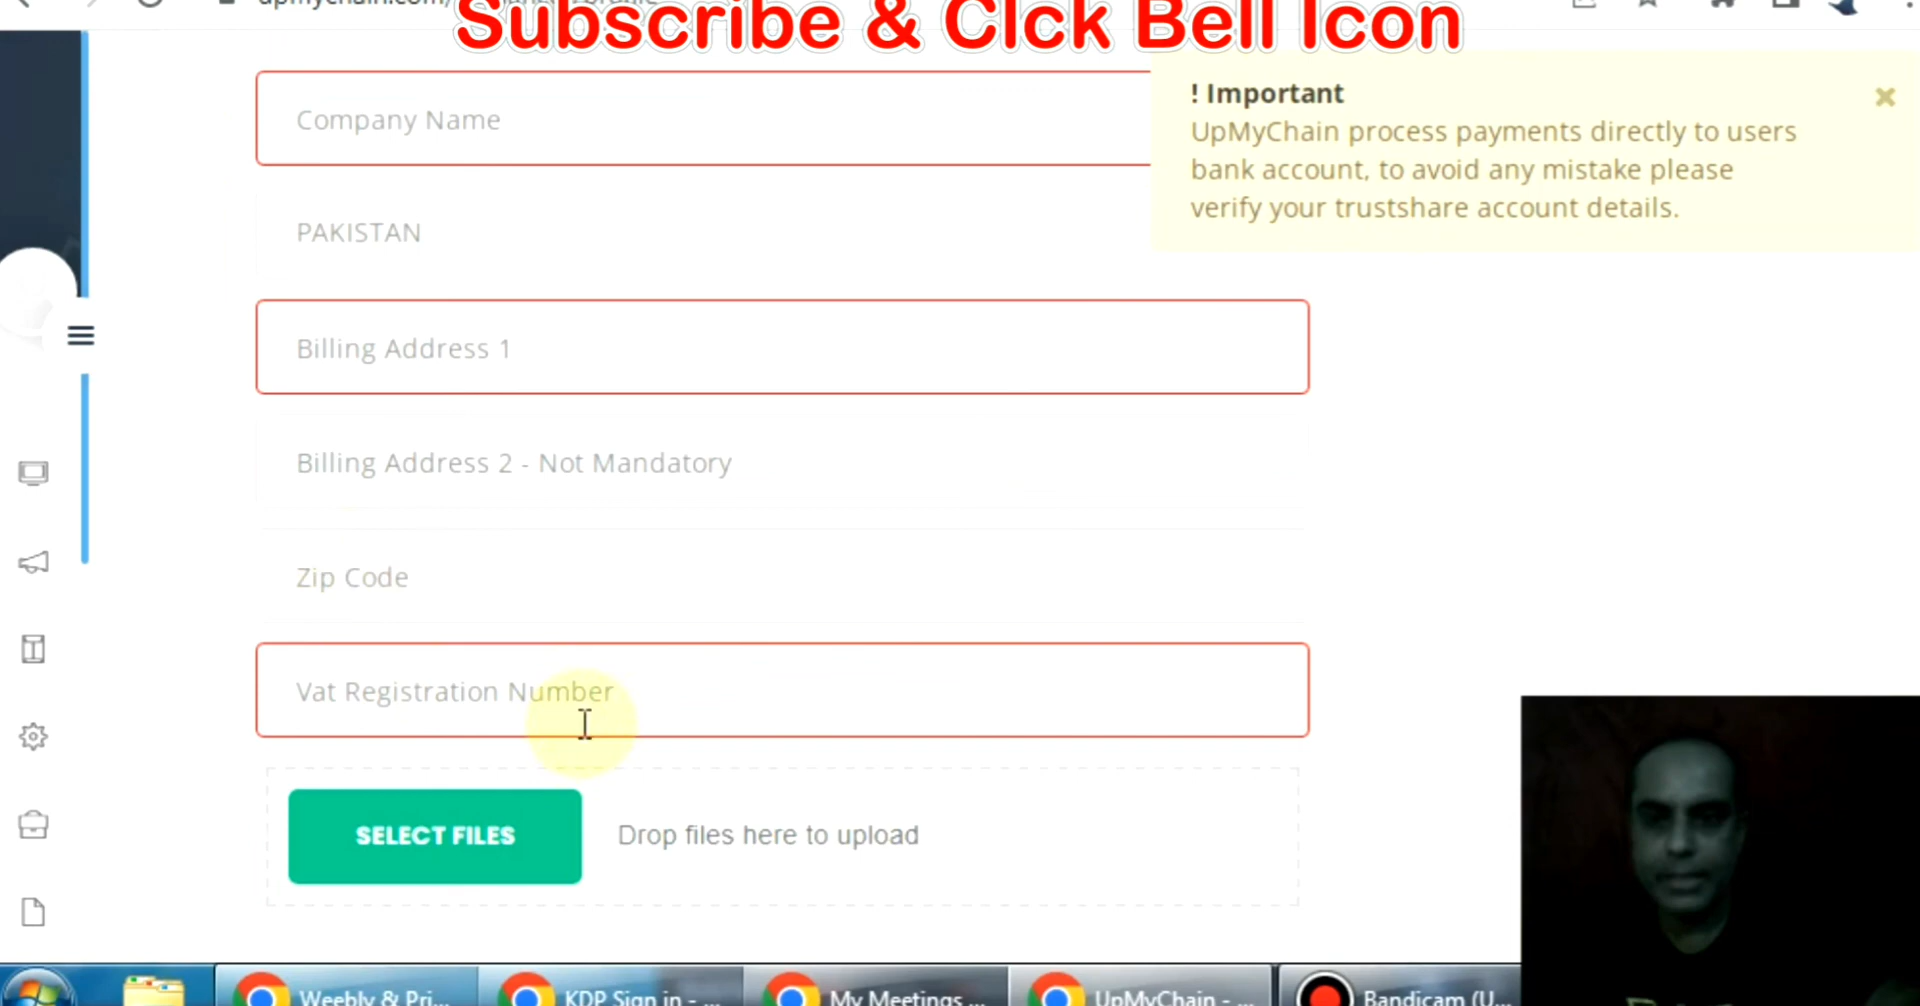 Subscribe & Clck Bell Icon
Company Name
! Important
UpMyChain process payments directly to users
bank account, to avoid any mistake please
verify your trustshare account details.
PAKISTAN
Billing Address 1
Billing Address 2 - Not Mandatory
Zip Code
Vat Registration Number
SELECT FILES
Drop files here to upload
Weebly & Pri...
KDP Sign in - ...
My Meetings ...
UpMyChain - ...
Bandicam (U...